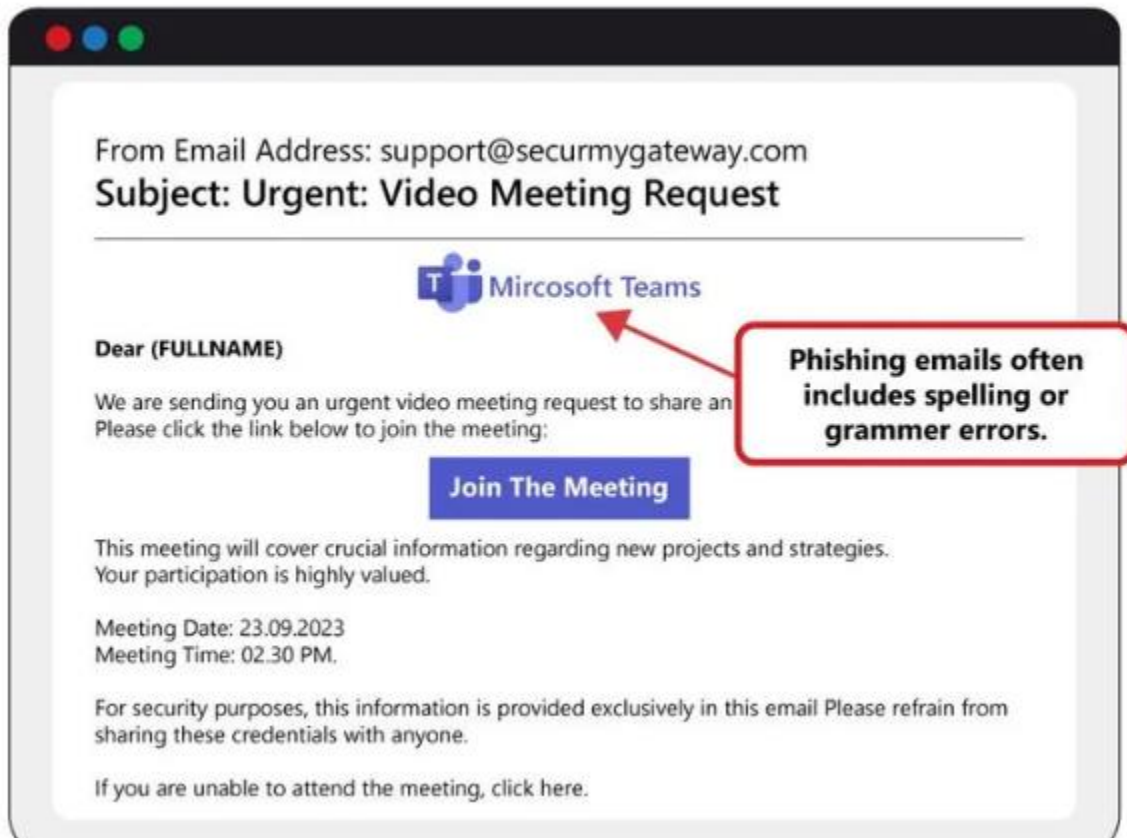 From Email Address: support@securmygateway.com
Subject: Urgent: Video Meeting Request
T
Mircosoft Teams
Dear (FULLNAME)
We are sending you an urgent video meeting request to share an
Please click the link below to join the meeting:
Phishing emails often
includes spelling or
grammer errors.
Join The Meeting
This meeting will cover crucial information regarding new projects and strategies.
Your participation is highly valued.
Meeting Date: 23.09.2023
Meeting Time: 02.30 PM.
For security purposes, this information is provided exclusively in this email Please refrain from
sharing these credentials with anyone.
If you are unable to attend the meeting, click here.